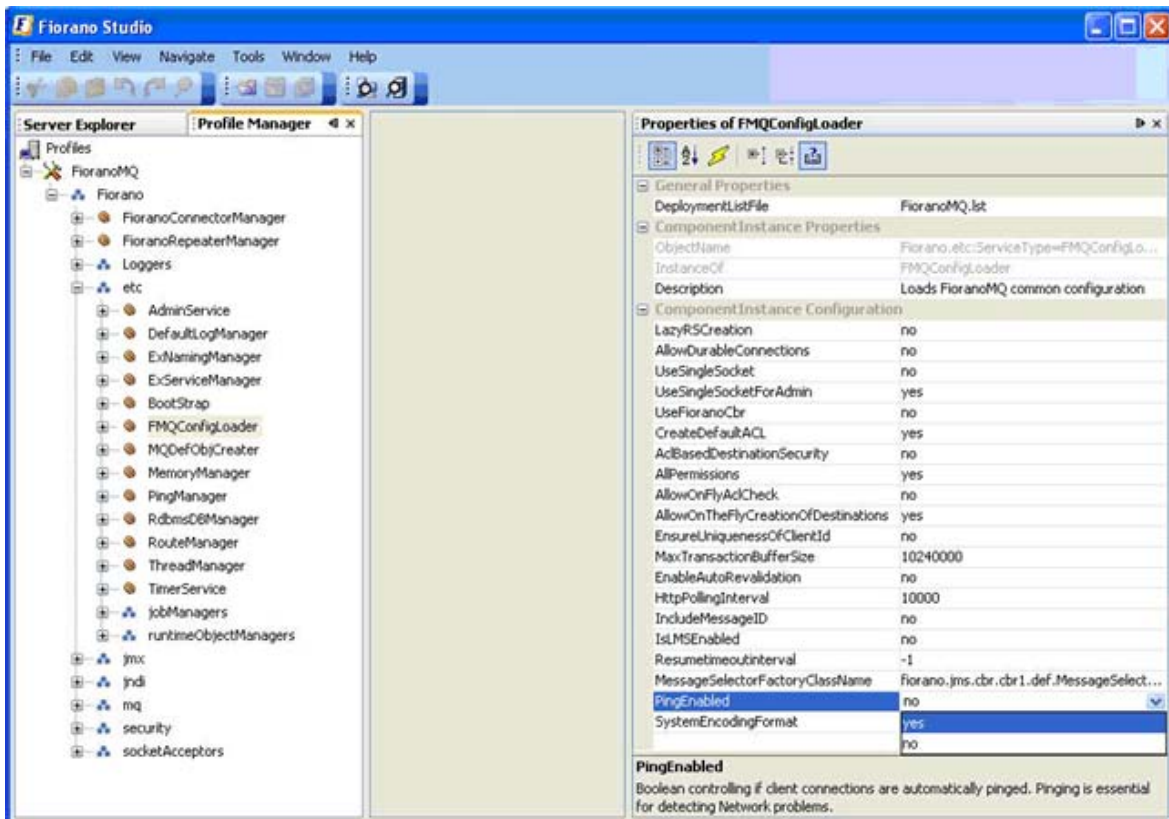 Fiorano Studio
File Edit View Navigate Tools Window Help
Server Explorer Profile Manager
Profiles
FioranoMQ
Fiorano
FioranoConnectorManager
FioranoRepeaterManager
Loggers
etc
AdminService
DefaultLogManager
ExNamingManager
ExServiceManager
BootStrap
FMQConfigLoader
MQDefObjCreater
MemoryManager
PingManager
RdbmsDBManager
RouteManager
ThreadManager
TimerService
jobManagers
runtimeObjectManagers
jmx
jndi
mq
security
socketAcceptors
Properties of FMQConfigLoader
General Properties
DeploymentListFile FioranoMQ.lst
ComponentInstance Properties
ObjectName Fiorano.etc:ServiceType=FMQConfigLo...
InstanceOf FMQConfigLoader
Description Loads FioranoMQ common configuration
ComponentInstance Configuration
LazyRSCreation no
AllowDurableConnections no
UseSingleSocket no
UseSingleSocketForAdmin yes
UseFioranoCbr no
CreateDefaultACL yes
AclBasedDestinationSecurity no
AllPermissions yes
AllowOnFlyAclCheck no
AllowOnTheFlyCreationOfDestinations yes
EnsureUniquenessOfClientId no
MaxTransactionBufferSize 10240000
EnableAutoRevalidation no
HttpPollingInterval 10000
IncludeMessageID no
IsLMSEnabled no
Resumetimeoutinterval -1
MessageSelectorFactoryClassName fiorano.jms.cbr.cbr1.def.MessageSelect...
PingEnabled no
SystemEncodingFormat yes
no
PingEnabled
Boolean controlling if client connections are automatically pinged. Pinging is essential
for detecting Network problems.